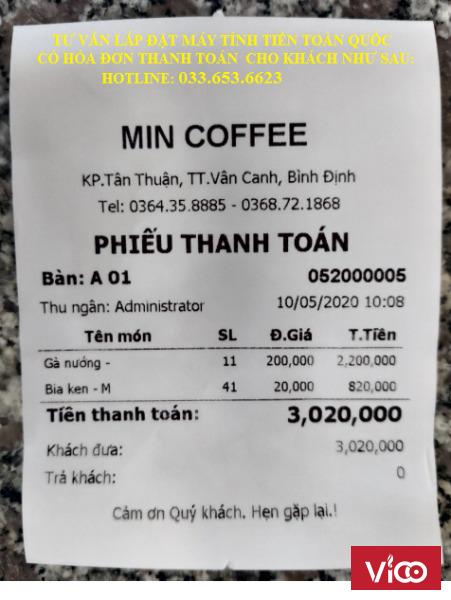 TƯ VẤN LẮP ĐẶT MÁY TÍNH TIỀN TOÀN QUỐC
CÓ HÓA ĐƠN THANH TOÁN CHO KHÁCH NHƯ SAU:
HOTLINE: 033.653.6623
MIN COFFEE
KP.Tân Thuận, TT.Vân Canh, Bình Định
Tel: 0364.35.8885 - 0368.72.1868
PHIẾU THANH TOÁN
Bàn: A 01 052000005
Thu ngân: Administrator 10/05/2020 10:08
Tên món SL Đ.Giá T.Tiền
Gà nướng - 11 200,000 2,200,000
Bia ken - M 41 20,000 820,000
Tiền thanh toán: 3,020,000
Khách đưa: 3,020,000
Trả khách: 0
Cảm ơn Quý khách. Hẹn gặp lại.!
Vico